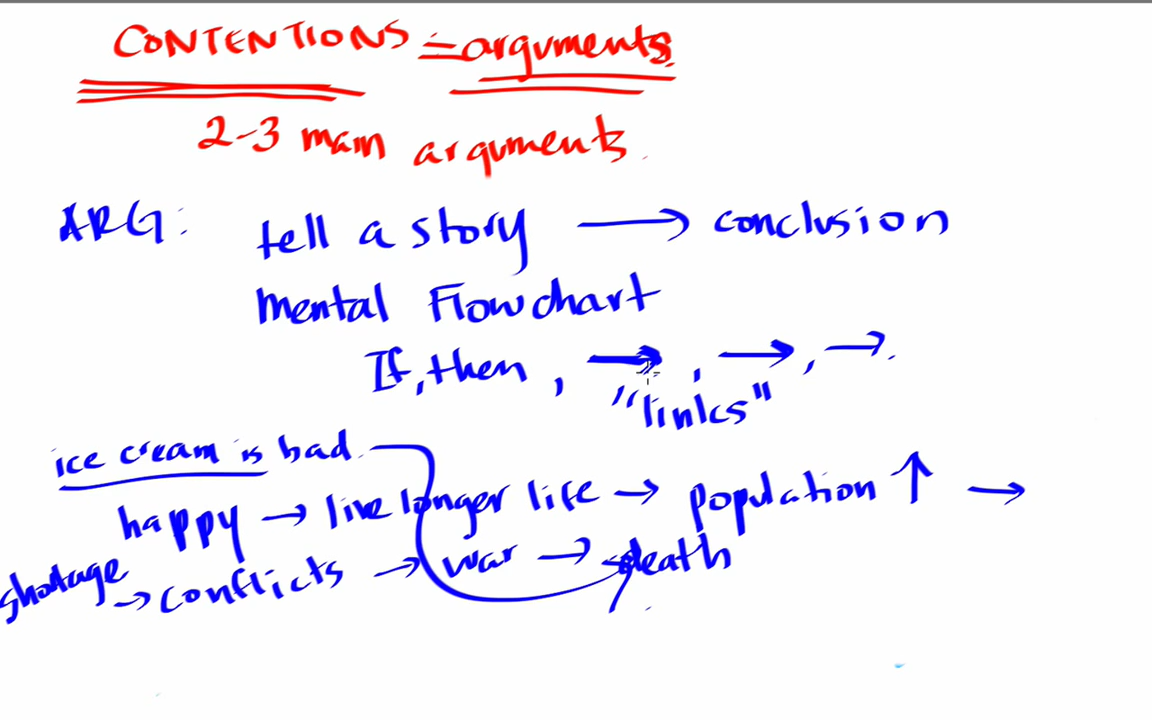 CONTENTIONS = arguments.
2-3 main arguments.
ARG: tell a story → conclusion
Mental Flowchart
If, then, →, →, →.
"links"
ice cream is bad.
happy → live longer life → population ↑ →
shortage → conflicts → war → death